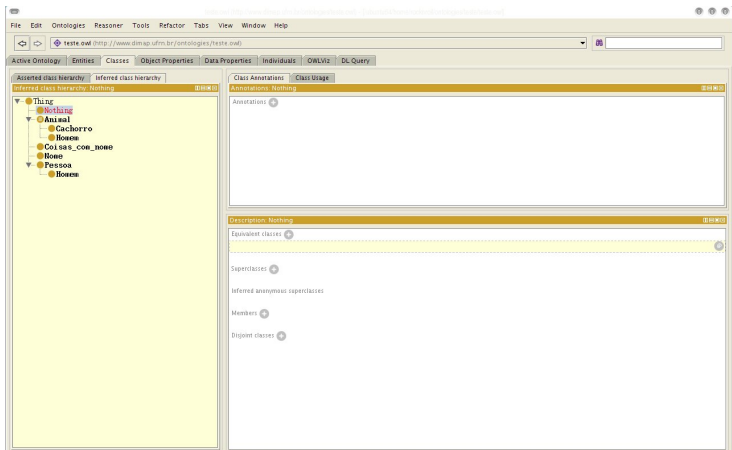 File Edit Ontologies Reasoner Tools Refactor Tabs View Window Help
teste.owl (http://www.dimap.ufrn.br/ontologies/teste.owl)
Active Ontology Entities Classes Object Properties Data Properties Individuals OWLViz DL Query
Asserted class hierarchy Inferred class hierarchy
Inferred class hierarchy: Nothing
Thing
Nothing
Animal
Cachorro
Homem
Coisas_com_nome
Nome
Pessoa
Homem
Class Annotations Class Usage
Annotations: Nothing
Annotations
Description: Nothing
Equivalent classes
Superclasses
Inferred anonymous superclasses
Members
Disjoint classes